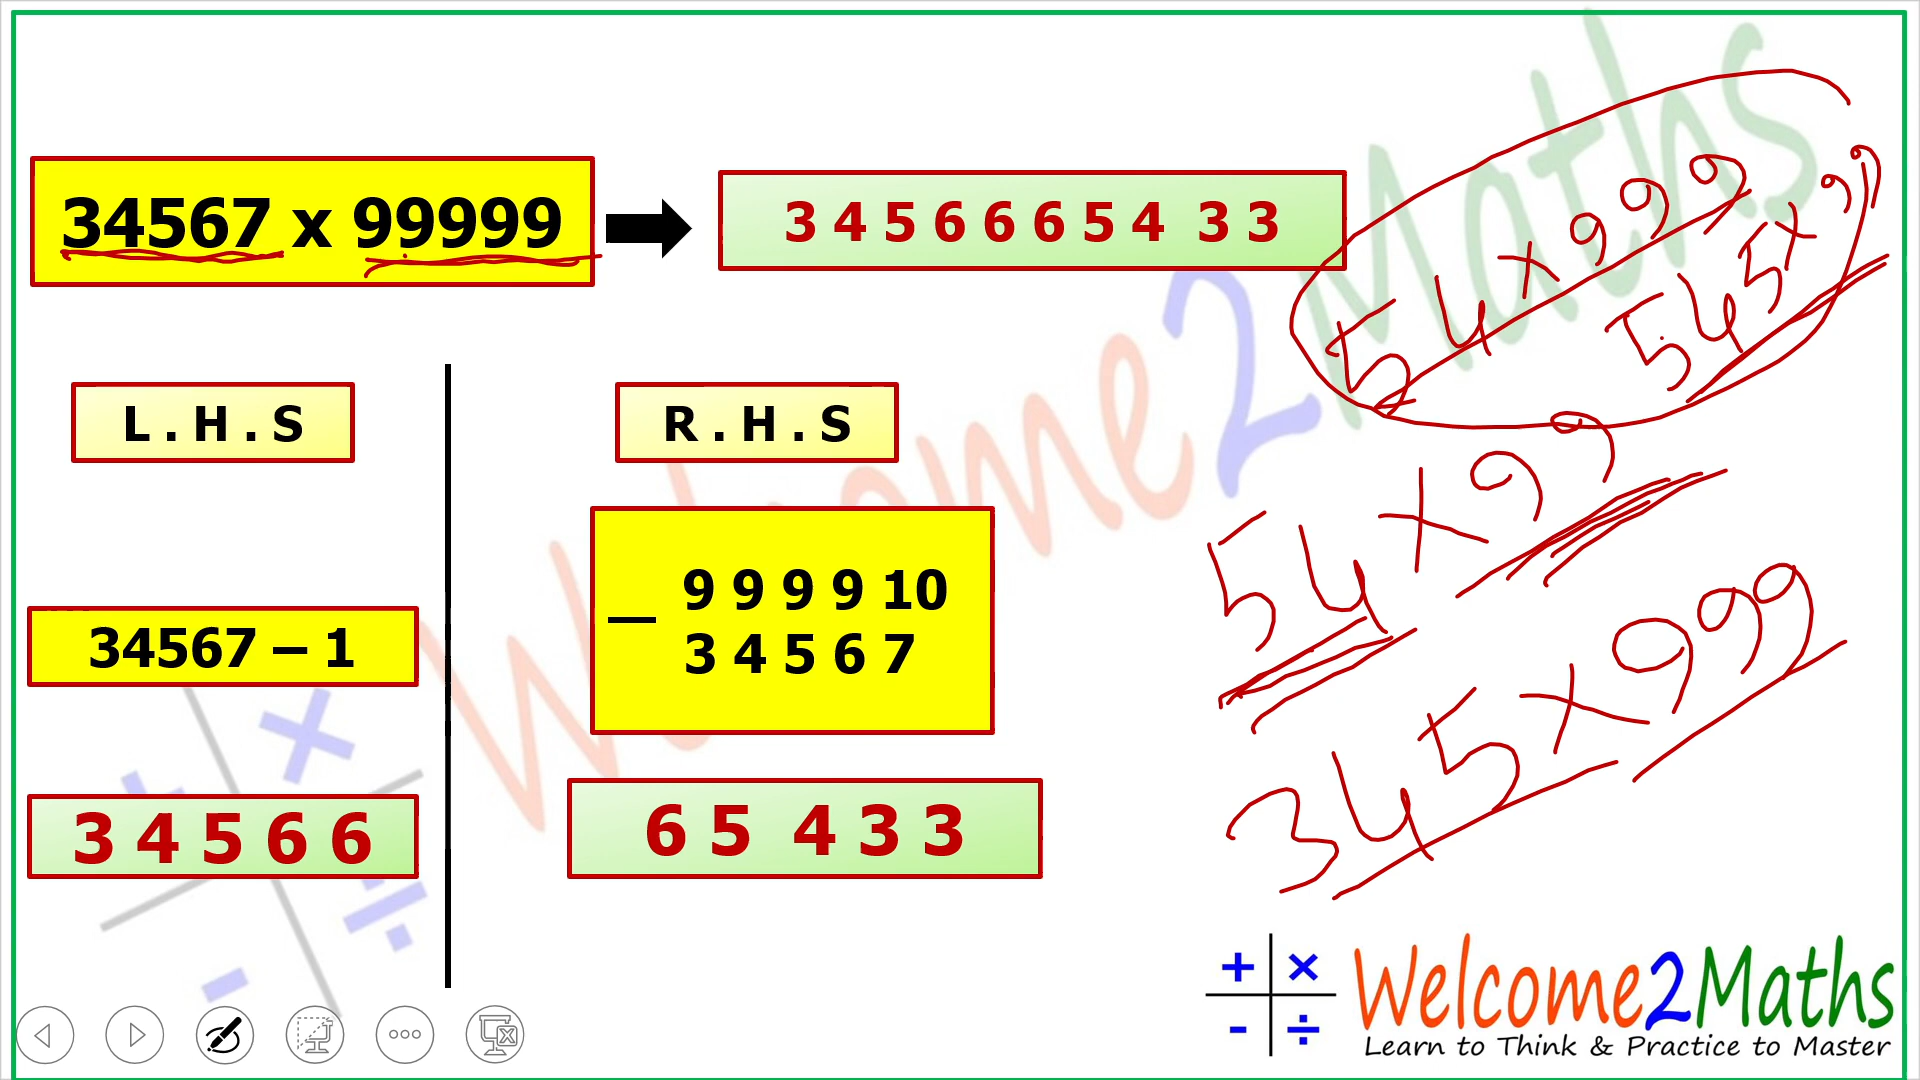 34567 x 99999
3 4 5 6 6 6 5 4 3 3
54x999
545x99
L . H . S
R . H . S
54x99
9 9 9 9 10
34567 – 1
— 3 4 5 6 7
345x999
3 4 5 6 6
6 5 4 3 3
+ ×
- ÷
Welcome2Maths
Learn to Think & Practice to Master
Welcome2Maths